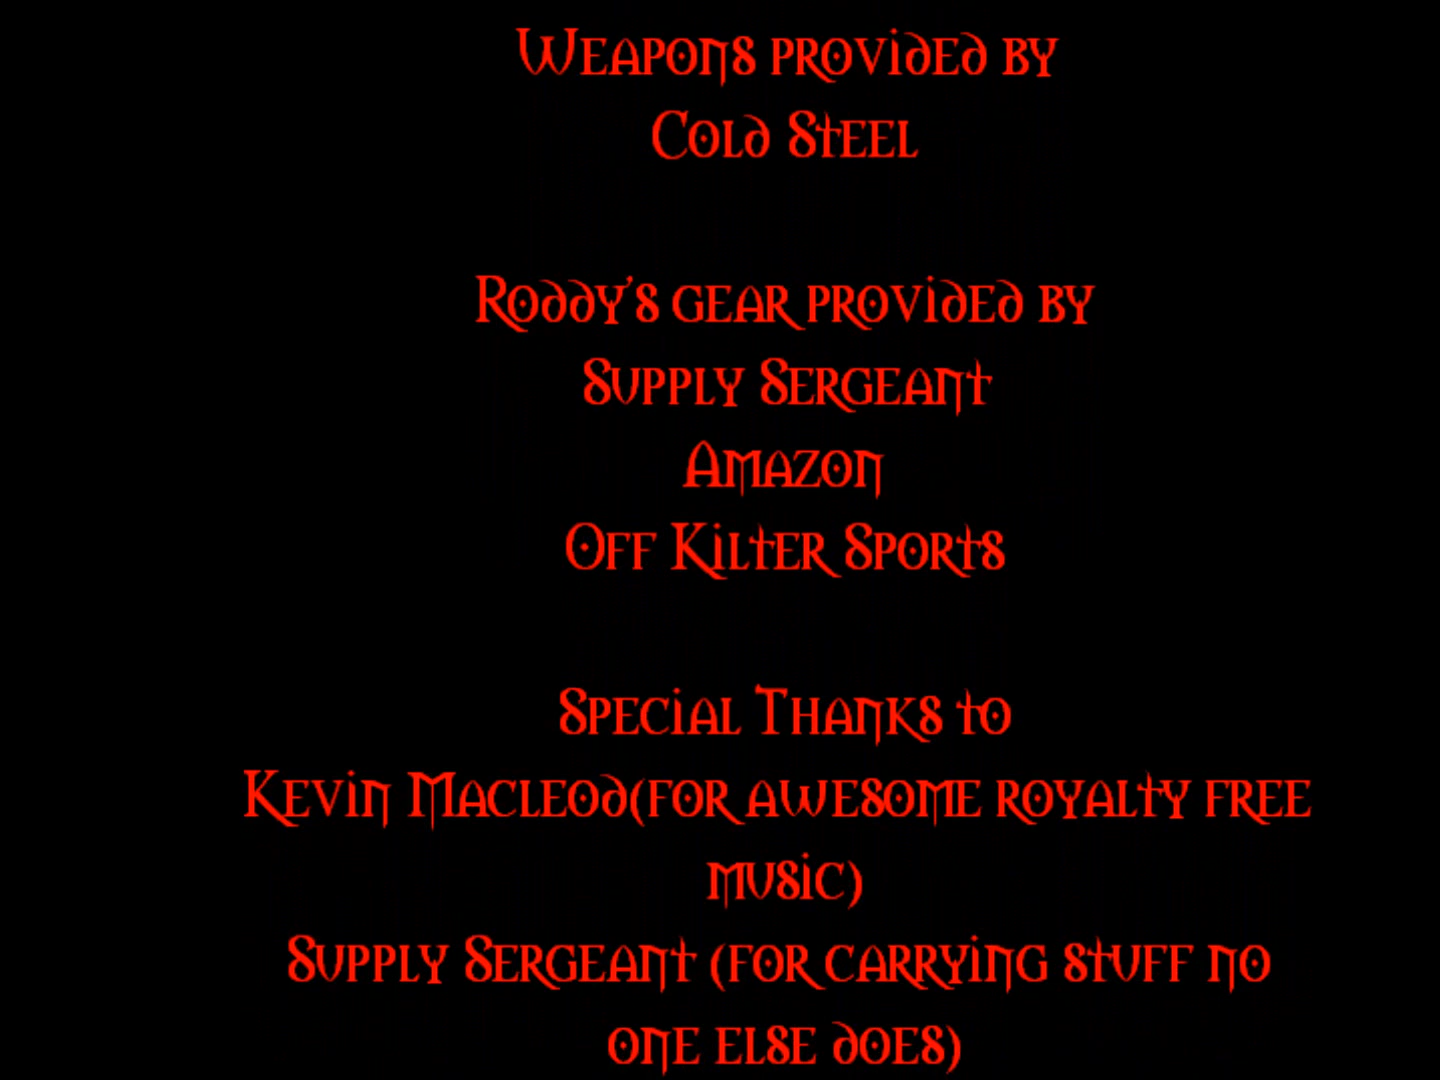 Weapons provided by
Cold Steel
Roddy's gear provided by
Supply Sergeant
Amazon
Off Kilter Sports
Special Thanks to
Kevin Macleod(for awesome royalty free
music)
Supply Sergeant (for carrying stuff no
one else does)